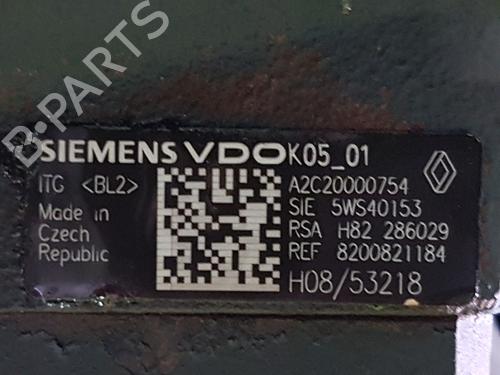 SIEMENS VDO K05_01
ITG <BL2>
Made in
Czech
Republic
A2C20000754
SIE 5WS40153
RSA H82 286029
REF 8200821184
H08/53218
B-PARTS